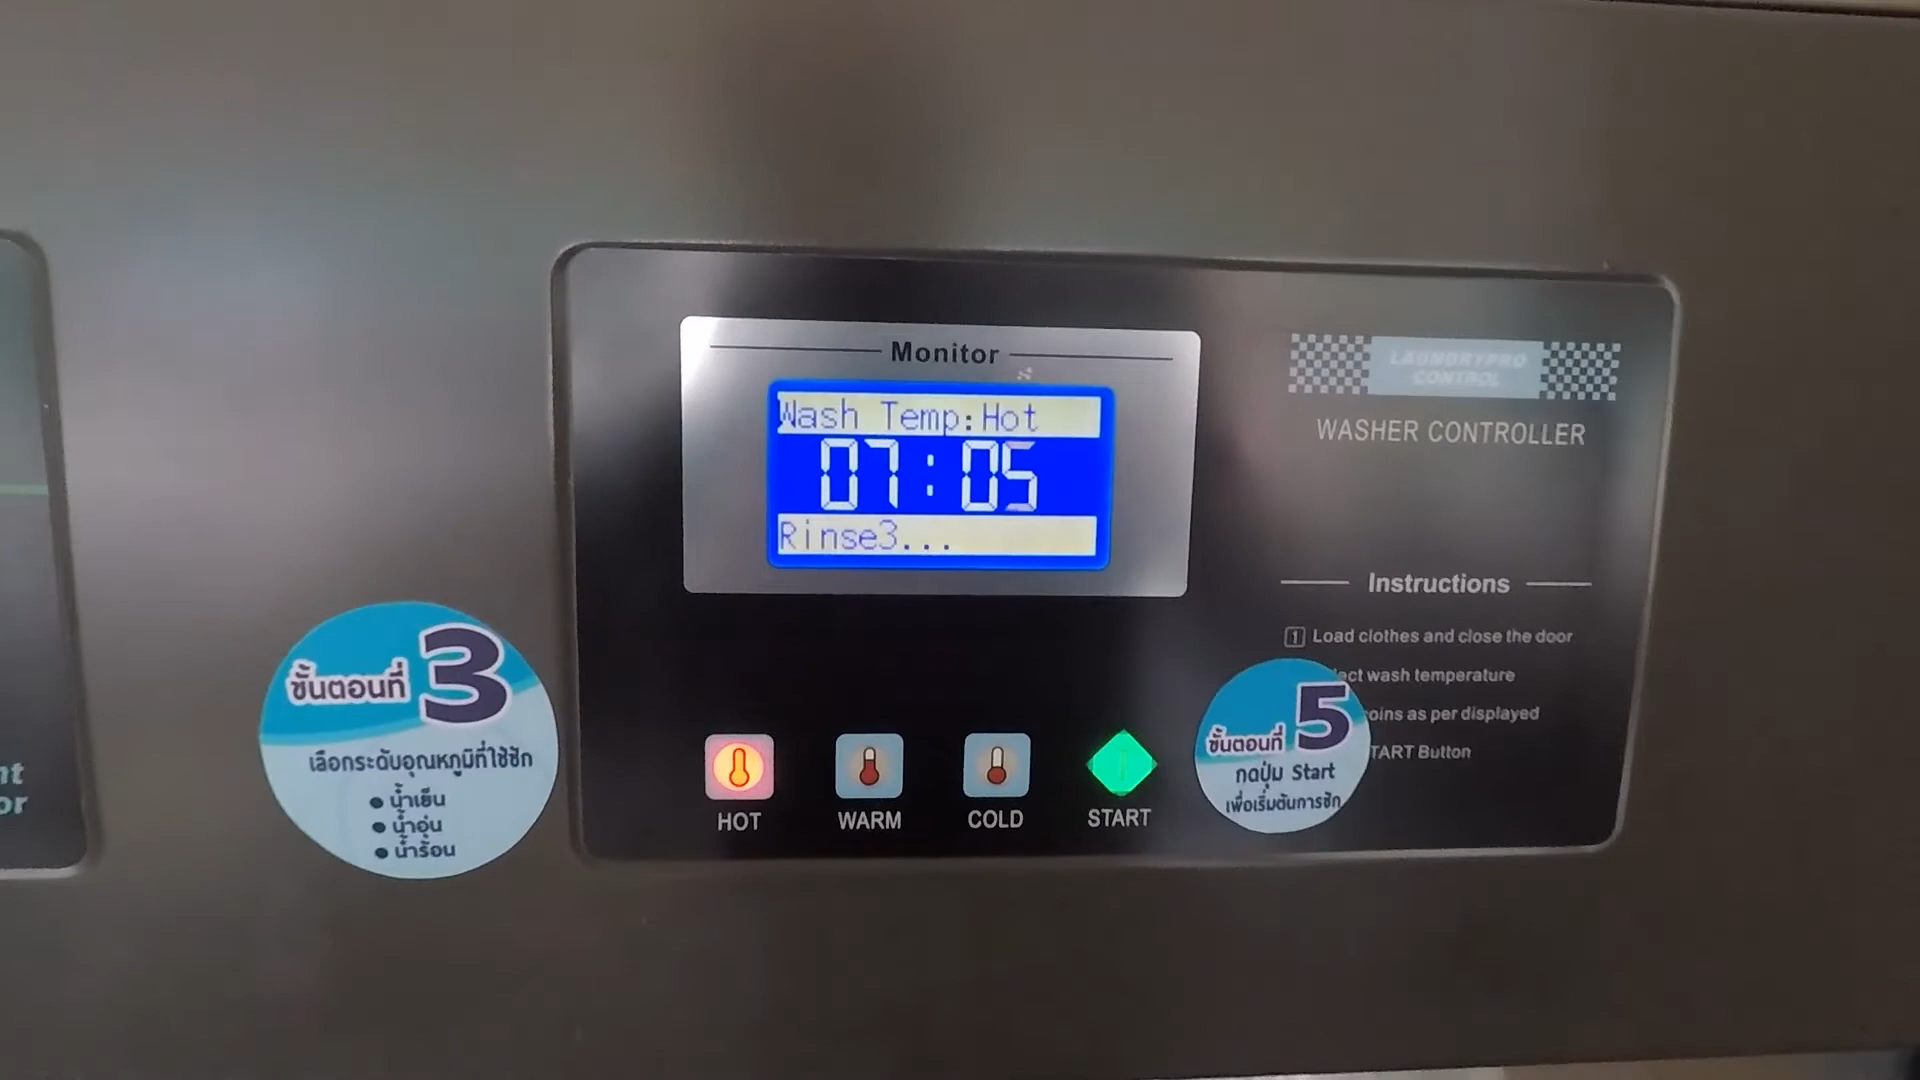 Monitor
Wash Temp:Hot
07:05
Rinse3...
LAUNDRYPRO
CONTROL
WASHER CONTROLLER
Instructions
1 Load clothes and close the door
wash temperature
as per displayed
Button
HOT
WARM
COLD
START
ขั้นตอนที่ 3
เลือกระดับอุณหภูมิที่ใช้ซัก
● น้ำเย็น
● น้ำอุ่น
● น้ำร้อน
ขั้นตอนที่ 5
กดปุ่ม Start
เพื่อเริ่มต้นการซัก